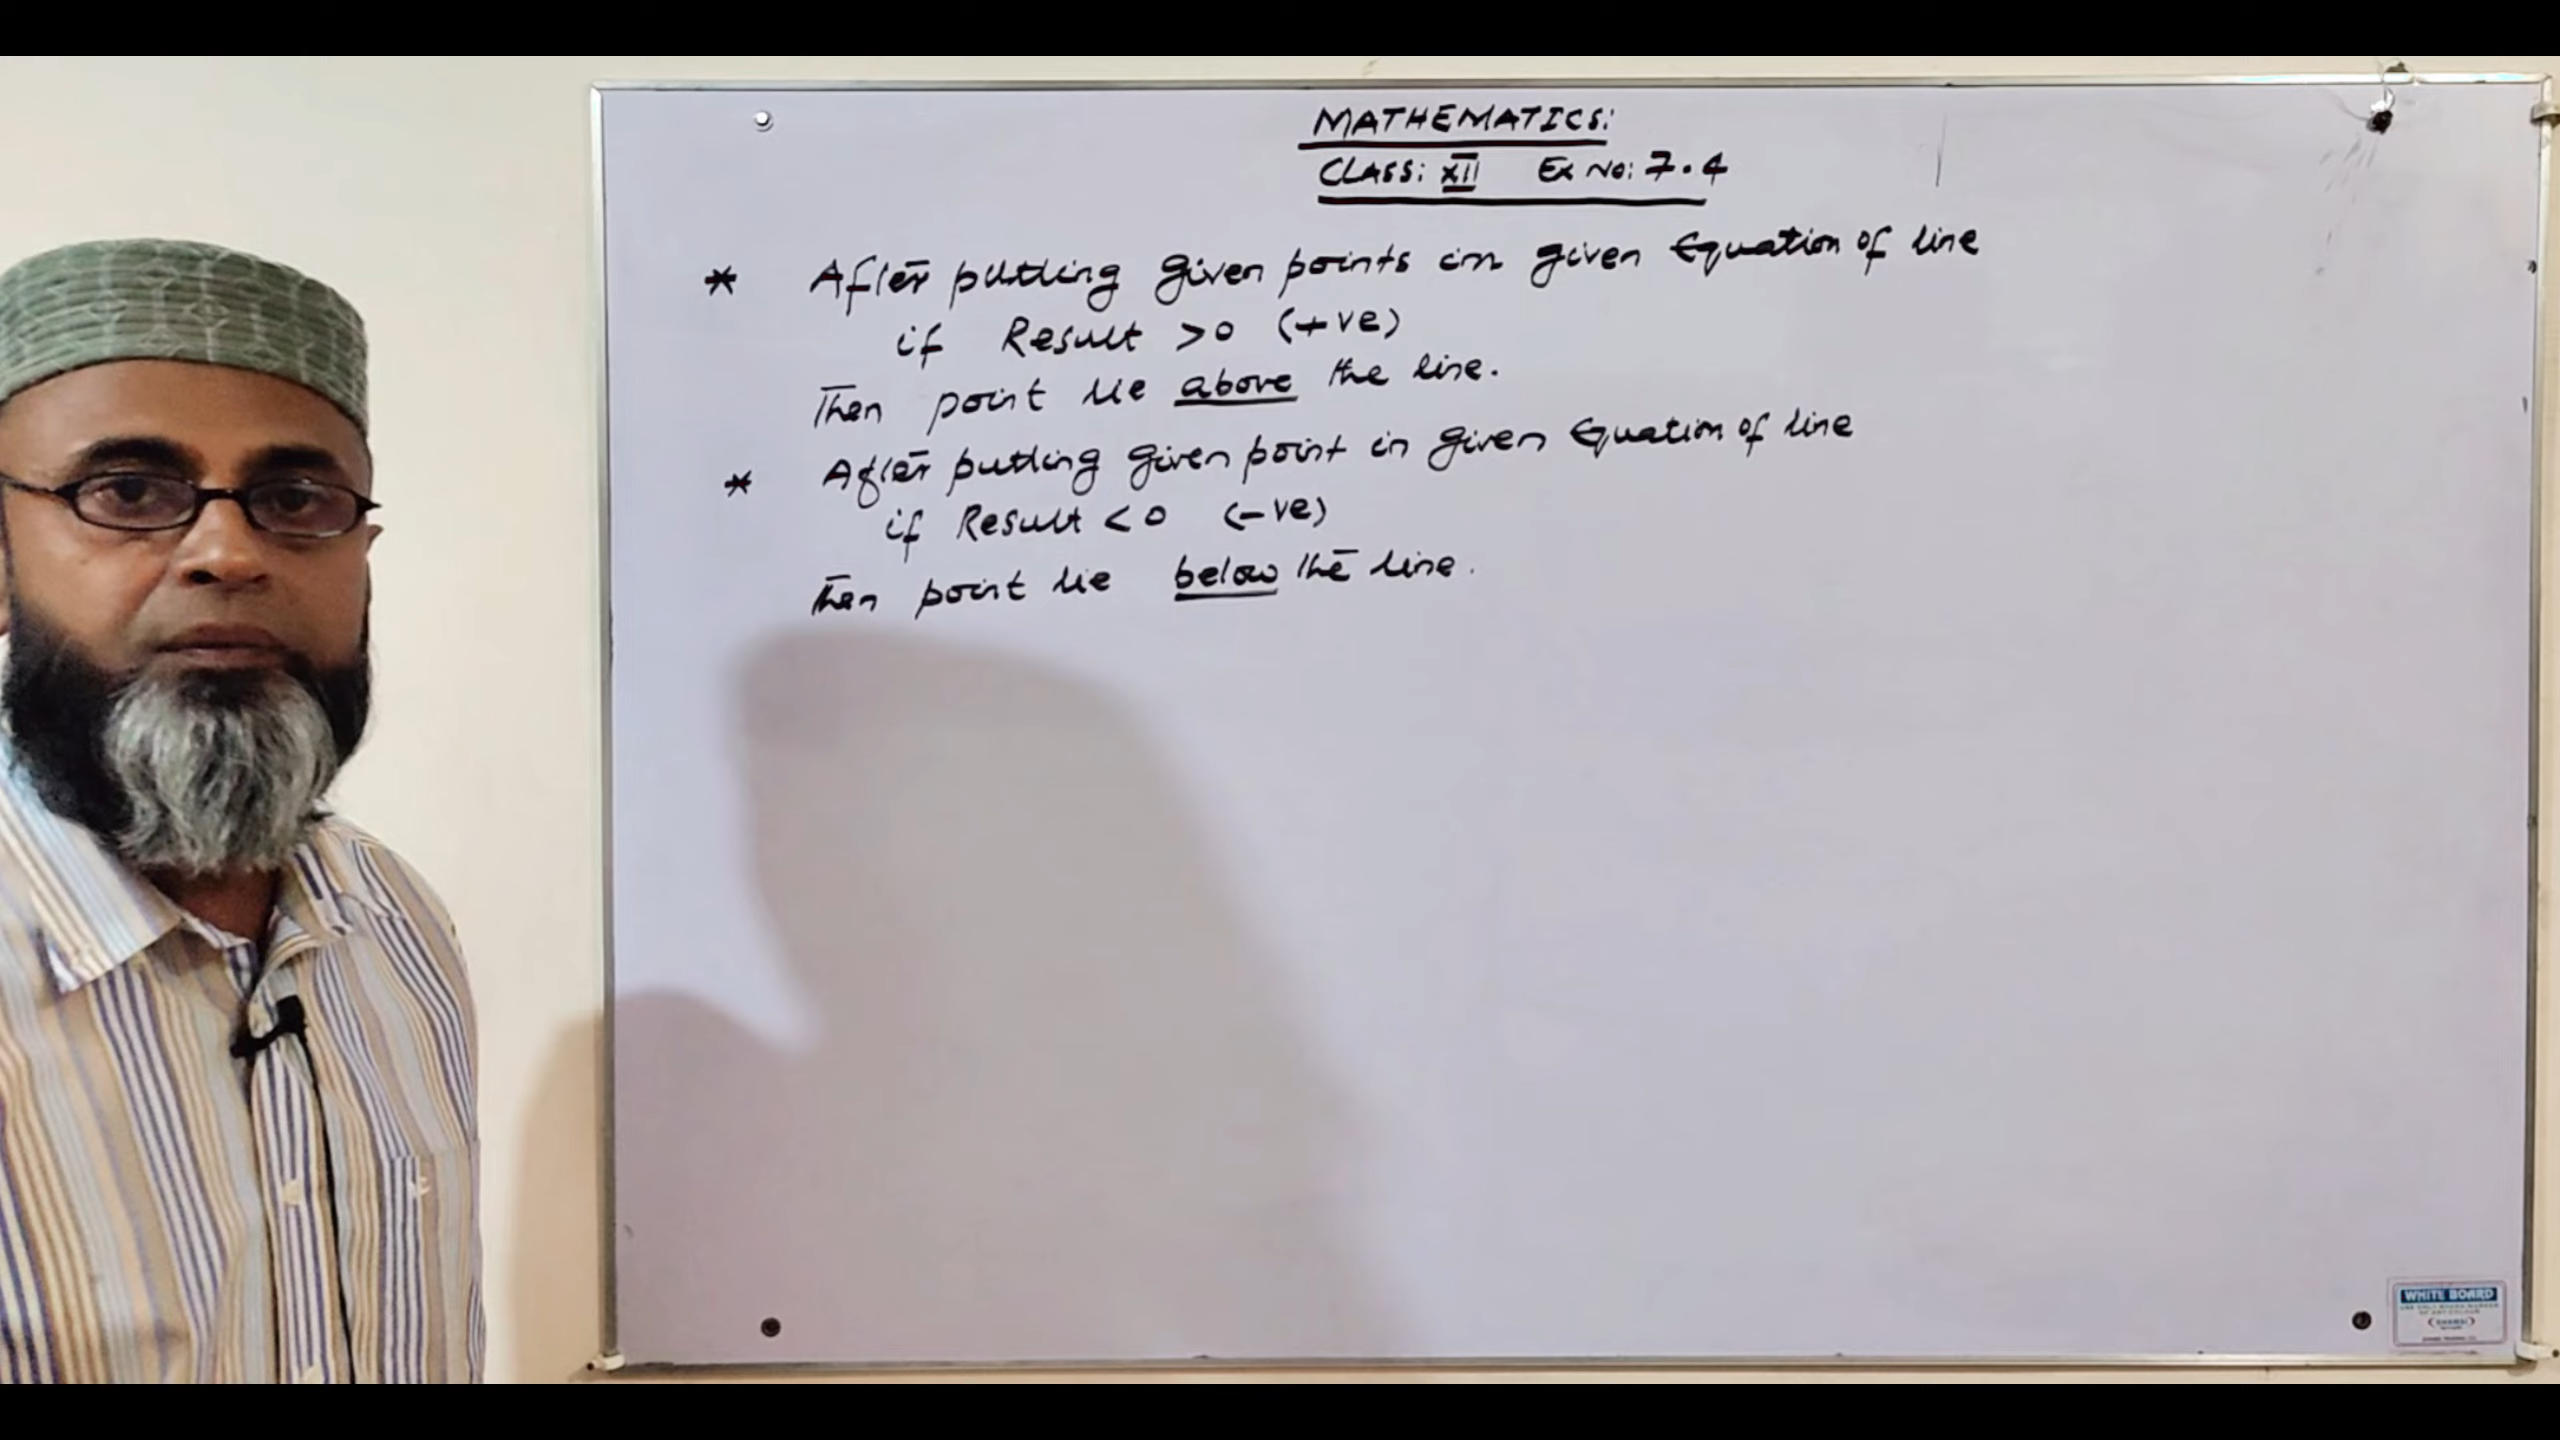 MATHEMATICS:
CLASS: XII Ex No: 7.4
* After putting given points in given Equation of line
if Result >0 (+ve)
Then point lie above the line.
* After putting given point in given Equation of line
if Result <0 (-ve)
Then point lie below the line.
WHITE BOARD